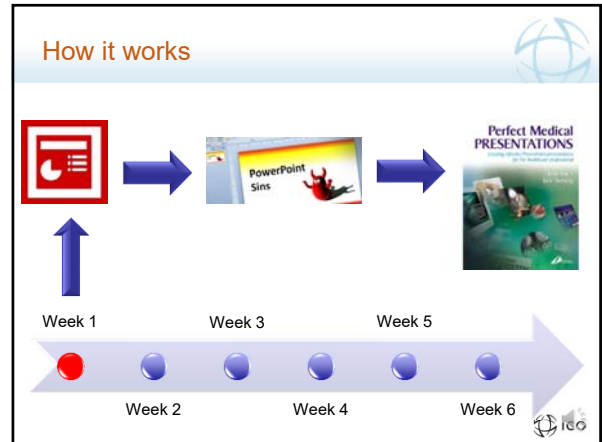 How it works
PowerPoint
Sins
Perfect Medical
PRESENTATIONS
Week 1
Week 3
Week 5
Week 2
Week 4
Week 6
ICO